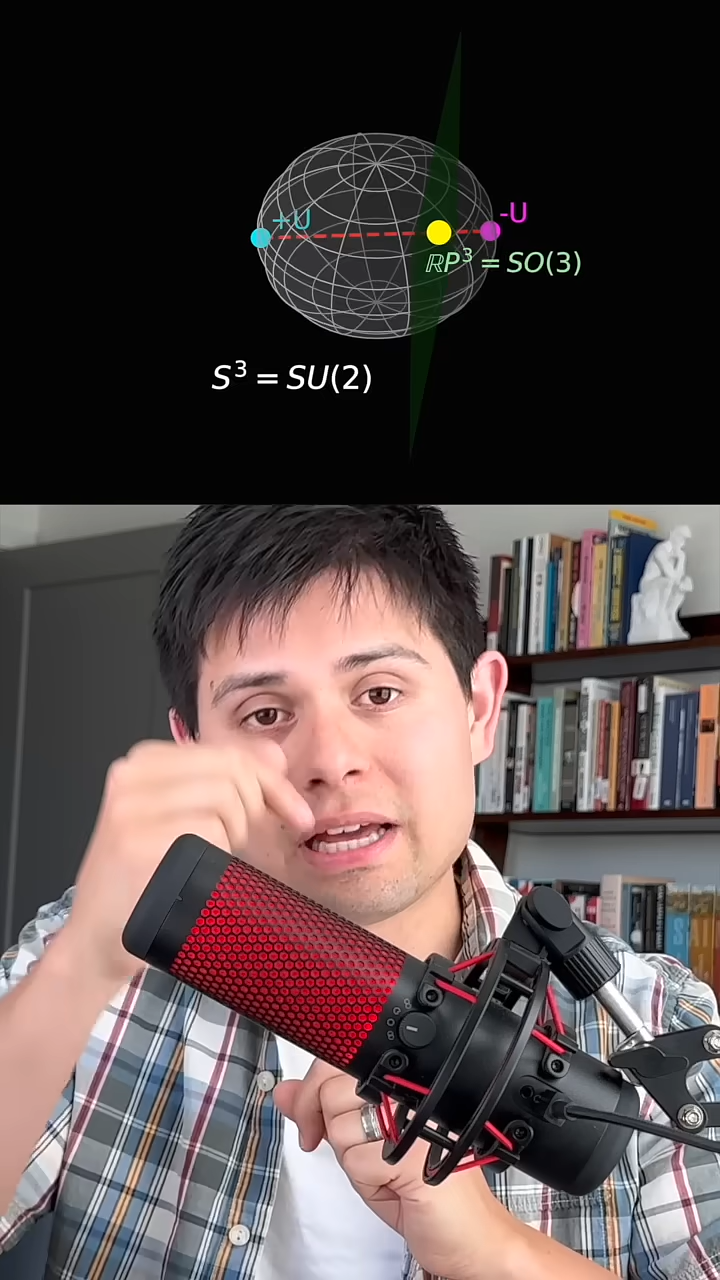 +U
-U
ℝP³ = SO(3)
S³ = SU(2)